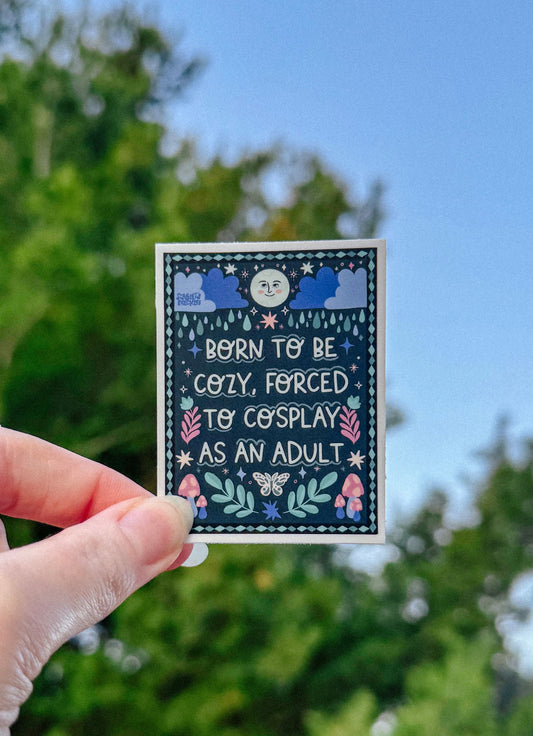 BORN TO BE
COZY, FORCED
TO COSPLAY
AS AN ADULT